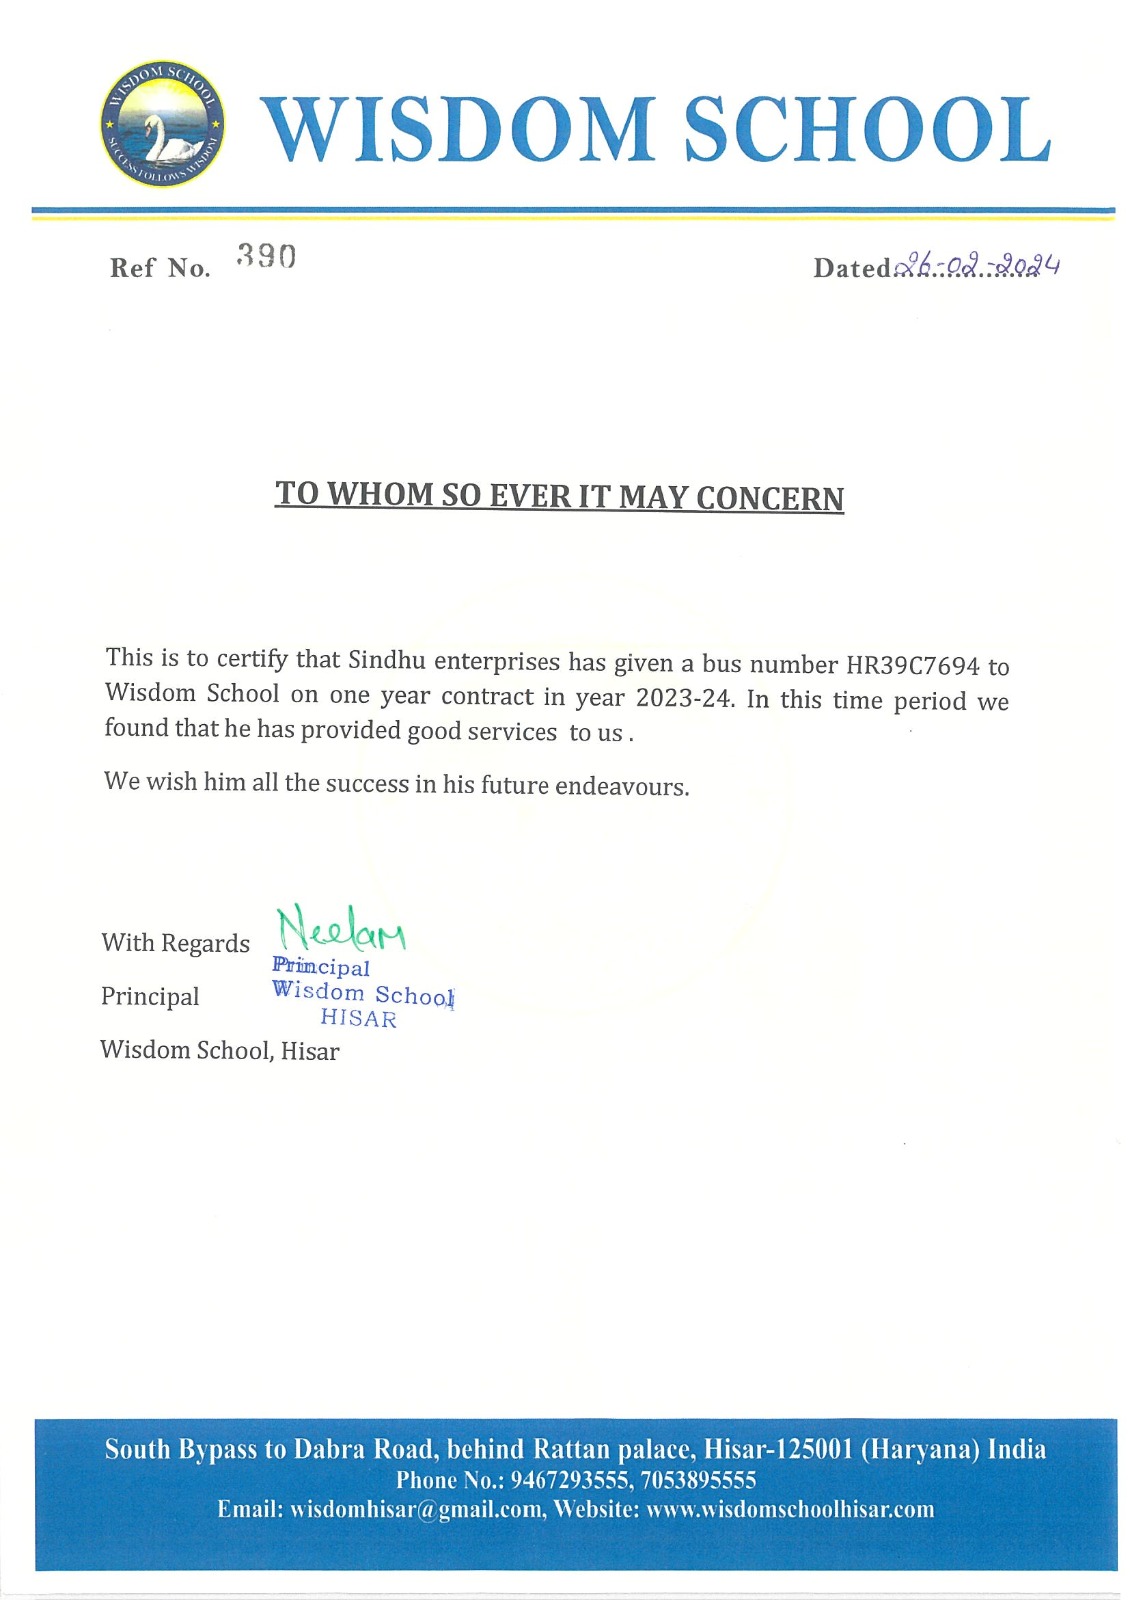 WISDOM SCHOOL
SUCCESS FOLLOWS WISDOM
WISDOM SCHOOL
Ref No. 390
Dated 26-02-2024
TO WHOM SO EVER IT MAY CONCERN
This is to certify that Sindhu enterprises has given a bus number HR39C7694 to
Wisdom School on one year contract in year 2023-24. In this time period we
found that he has provided good services to us .
We wish him all the success in his future endeavours.
With Regards
Neelam
Principal
Wisdom School
HISAR
Principal
Wisdom School, Hisar
South Bypass to Dabra Road, behind Rattan palace, Hisar-125001 (Haryana) India
Phone No.: 9467293555, 7053895555
Email: wisdomhisar@gmail.com, Website: www.wisdomschoolhisar.com